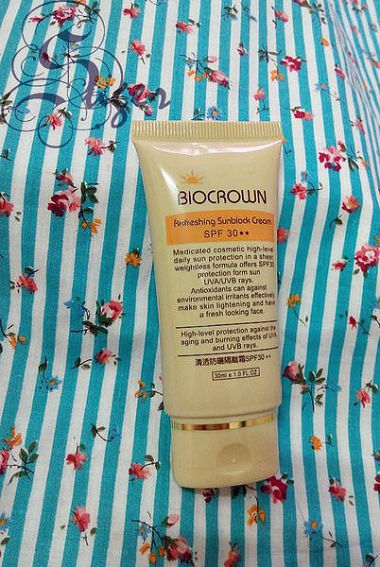 Suzen
BIOCROWN
Refreshing Sunblock Cream
SPF 30★★
Medicated cosmetic high-level
daily sun protection in a sheer,
weightless formula offers SPF30
protection form sun
UVA/UVB rays.
Antioxidants can against
environmental irritants effectively,
make skin lightening and have
a fresh looking face.
High-level protection against the
aging and burning effects of UVA
and UVB rays.
清透防曬隔離霜SPF30★★
30ml e 1.0 FL.OZ